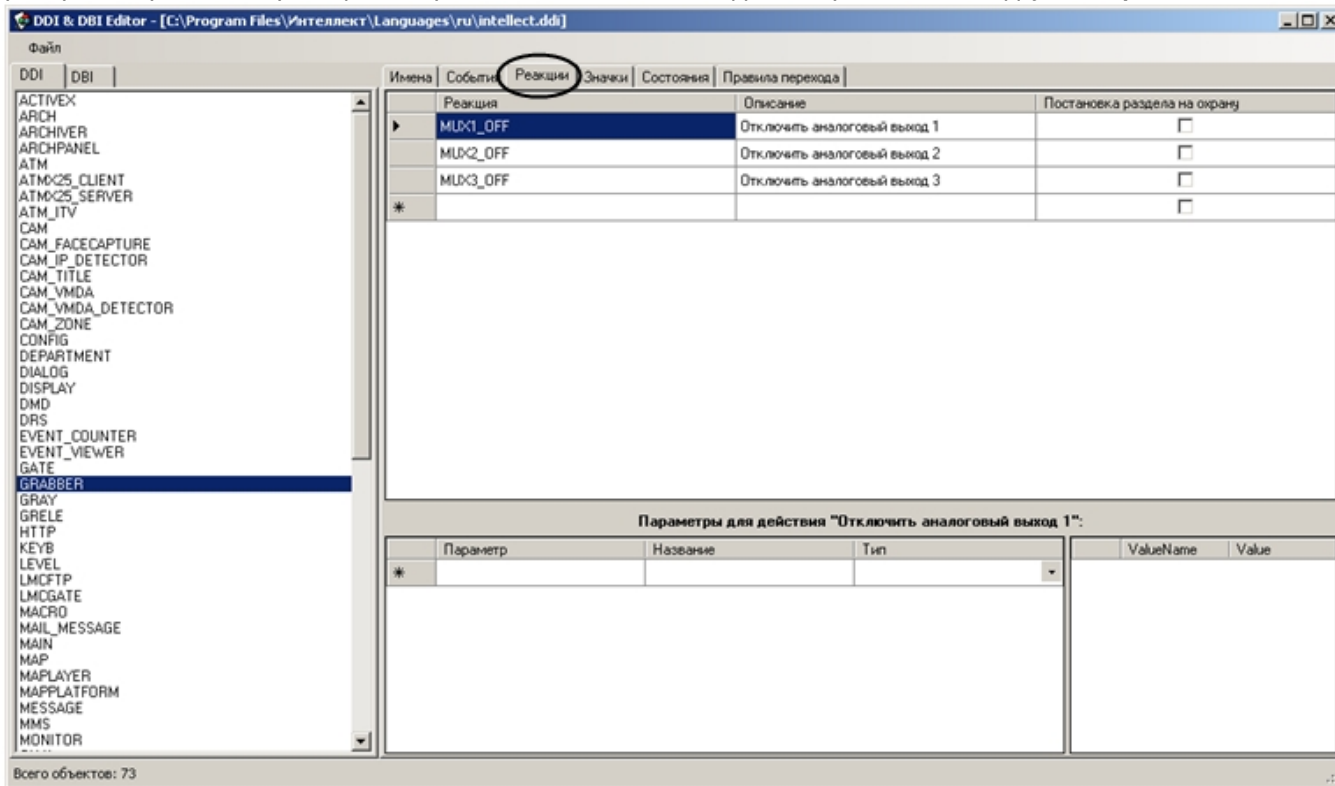 DDI & DBI Editor - [C:\Program Files\Интеллект\Languages\ru\intellect.ddi]
Файл
DDI DBI
Имена События Реакции Значки Состояния Правила перехода
ACTIVEX
ARCH
ARCHIVER
ARCHPANEL
ATM
ATMX25_CLIENT
ATMX25_SERVER
ATM_ITV
CAM
CAM_FACECAPTURE
CAM_IP_DETECTOR
CAM_TITLE
CAM_VMDA
CAM_VMDA_DETECTOR
CAM_ZONE
CONFIG
DEPARTMENT
DIALOG
DISPLAY
DMD
DRS
EVENT_COUNTER
EVENT_VIEWER
GATE
GRABBER
GRAY
GRELE
HTTP
KEYB
LEVEL
LMCFTP
LMCGATE
MACRO
MAIL_MESSAGE
MAIN
MAP
MAPLAYER
MAPPLATFORM
MESSAGE
MMS
MONITOR
Реакция Описание Постановка раздела на охрану
MUX1_OFF Отключить аналоговый выход 1
MUX2_OFF Отключить аналоговый выход 2
MUX3_OFF Отключить аналоговый выход 3
Параметры для действия "Отключить аналоговый выход 1":
Параметр Название Тип ValueName Value
Всего объектов: 73